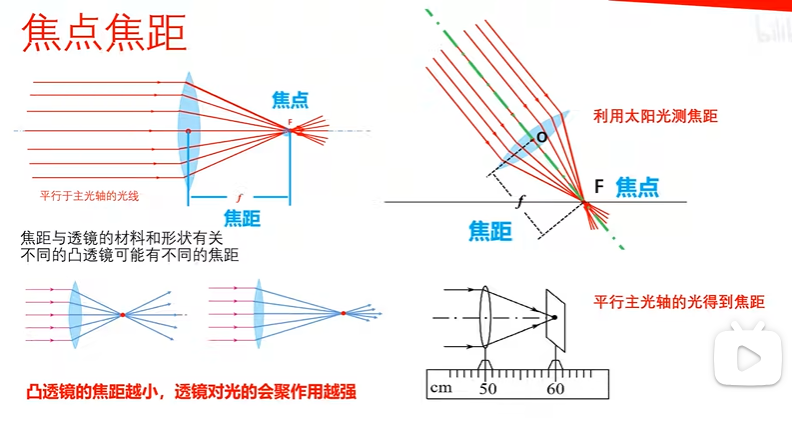 焦点焦距
bilibili
焦点
F
f
平行于主光轴的光线
焦距
焦距与透镜的材料和形状有关
不同的凸透镜可能有不同的焦距
凸透镜的焦距越小，透镜对光的会聚作用越强
利用太阳光测焦距
O
F 焦点
f
焦距
平行主光轴的光得到焦距
cm 50 60